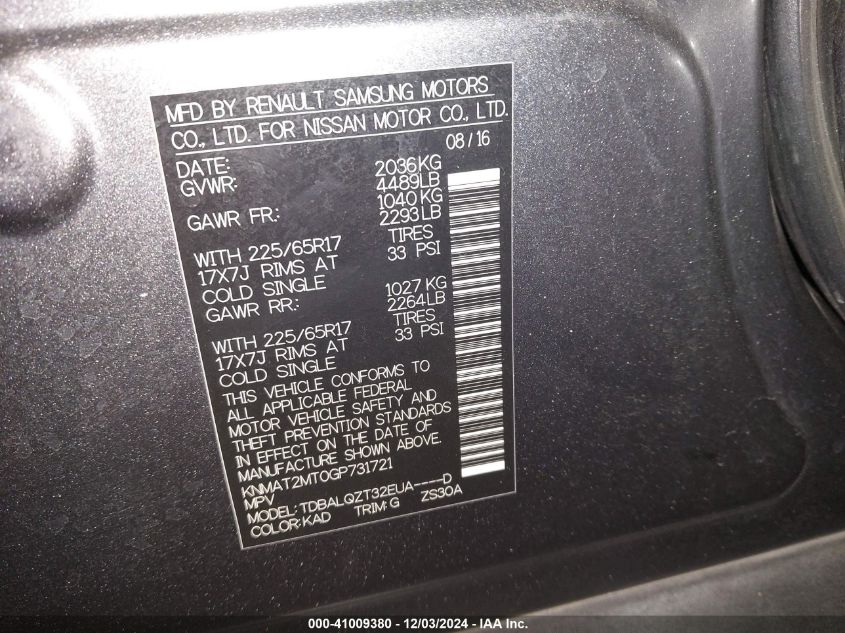 MFD BY RENAULT SAMSUNG MOTORS
CO., LTD. FOR NISSAN MOTOR CO., LTD.
DATE: 08/16
GVWR: 2036KG
4489LB
GAWR FR.: 1040KG
2293LB
WITH 225/65R17 TIRES
17X7J RIMS AT 33 PSI
COLD SINGLE
GAWR RR.: 1027 KG
2264LB
WITH 225/65R17 TIRES
17X7J RIMS AT 33 PSI
COLD SINGLE
THIS VEHICLE CONFORMS TO
ALL APPLICABLE FEDERAL
MOTOR VEHICLE SAFETY AND
THEFT PREVENTION STANDARDS
IN EFFECT ON THE DATE OF
MANUFACTURE SHOWN ABOVE.
KNMAT2MT0GP731721
MPV
MODEL: TDBALQZT32EUA----D
COLOR: KAD TRIM: G ZS30A
000-41009380 - 12/03/2024 - IAA Inc.